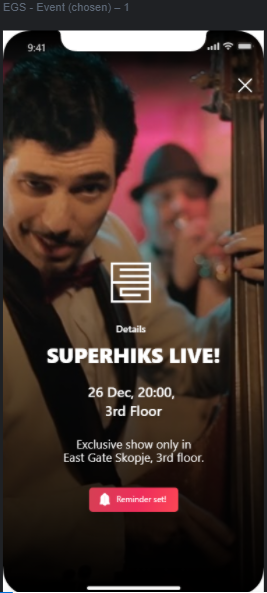 EGS - Event (chosen) – 1
9:41
Details
SUPERHIKS LIVE!
26 Dec, 20:00,
3rd Floor
Exclusive show only in
East Gate Skopje, 3rd floor.
Reminder set!